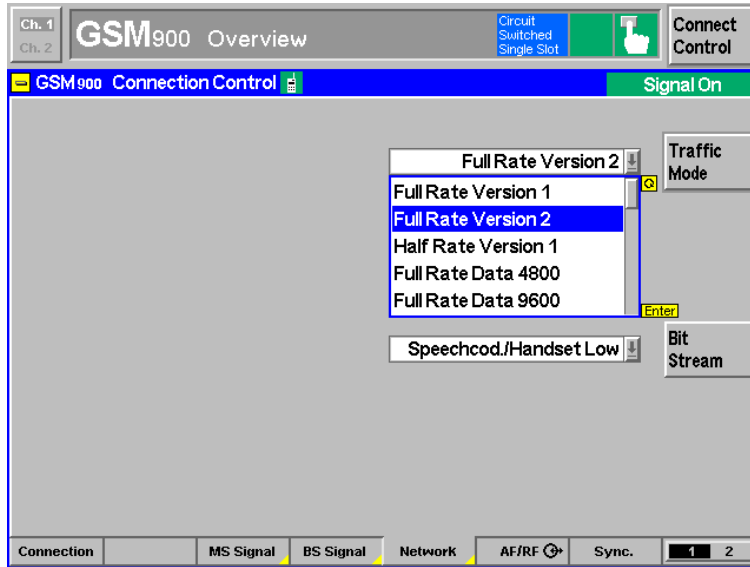 Ch. 1
Ch. 2
GSM900 Overview
Circuit
Switched
Single Slot
Connect
Control
GSM900 Connection Control
Signal On
Full Rate Version 2
Traffic
Mode
Q
Full Rate Version 1
Full Rate Version 2
Half Rate Version 1
Full Rate Data 4800
Full Rate Data 9600
Enter
Speechcod./Handset Low
Bit
Stream
Connection
MS Signal
BS Signal
Network
AF/RF
Sync.
1 2